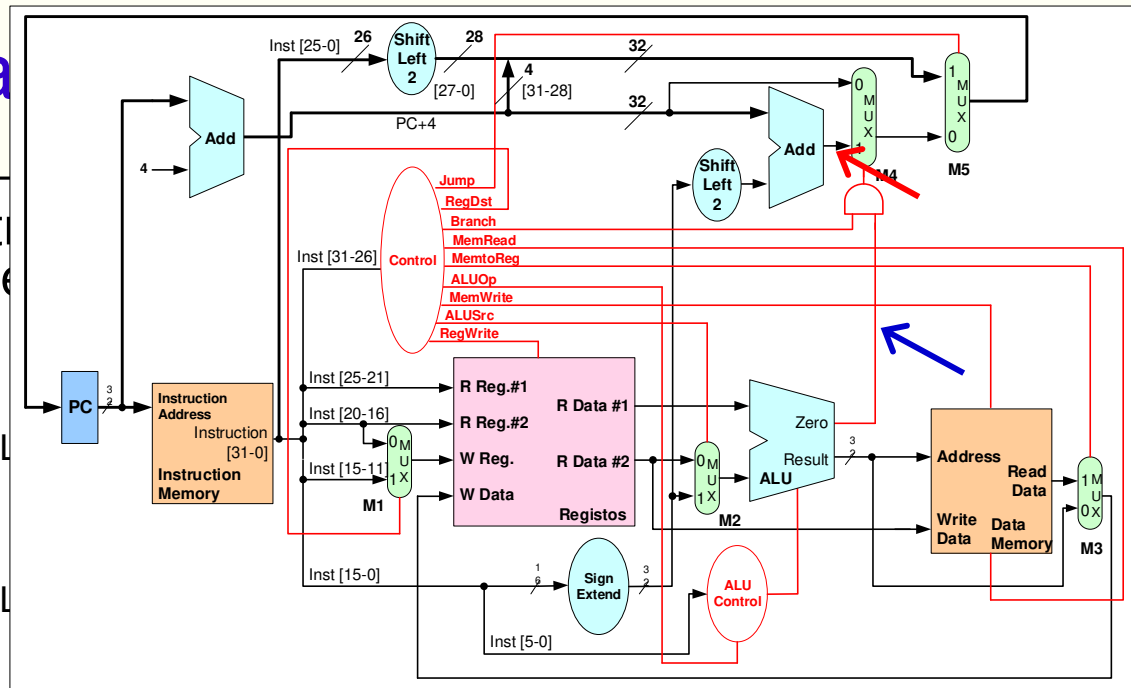 Inst [25-0]
26
Shift
Left
2
28
[27-0]
4
[31-28]
32
1
M
U
X
0
M5
Add
4
PC+4
32
Add
0
M
U
X
1
M4
Shift
Left
2
Jump
RegDst
Branch
MemRead
MemtoReg
ALUOp
MemWrite
ALUSrc
RegWrite
Control
Inst [31-26]
PC
32
Instruction
Address
Instruction
[31-0]
Instruction
Memory
Inst [25-21]
Inst [20-16]
Inst [15-11]
0
M
U
X
1
M1
R Reg.#1
R Reg.#2
W Reg.
W Data
R Data #1
R Data #2
Registos
0
M
U
X
1
M2
Zero
Result
ALU
32
Address
Read
Data
Write
Data
Data
Memory
1
M
U
X
0
M3
Inst [15-0]
16
Sign
Extend
32
ALU
Control
Inst [5-0]